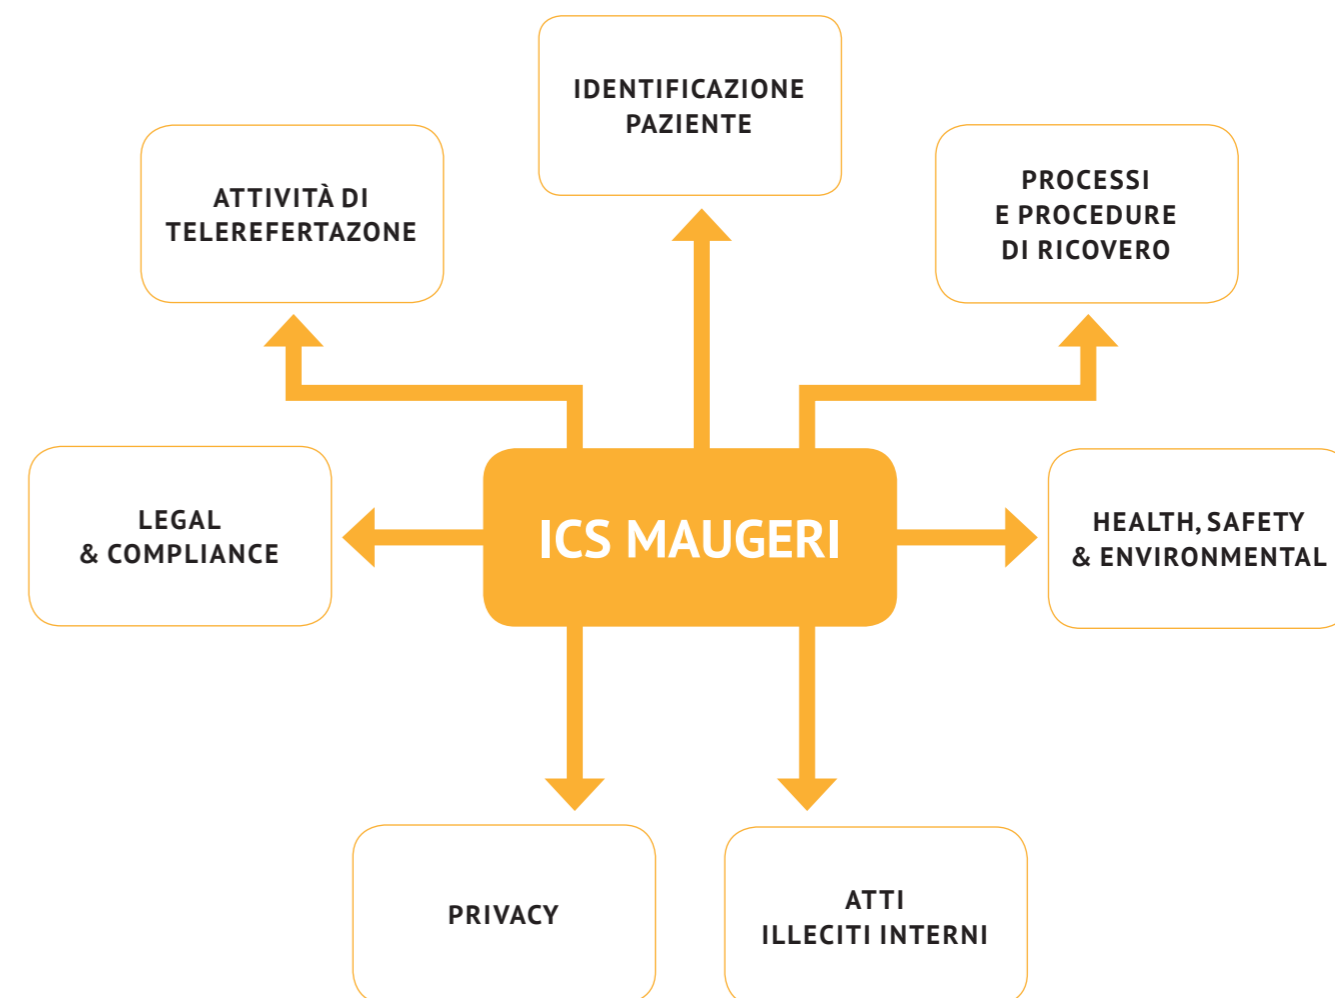 IDENTIFICAZIONE
PAZIENTE
ATTIVITÀ DI
TELEREFERTAZONE
PROCESSI
E PROCEDURE
DI RICOVERO
LEGAL
& COMPLIANCE
ICS MAUGERI
HEALTH, SAFETY
& ENVIRONMENTAL
PRIVACY
ATTI
ILLECITI INTERNI